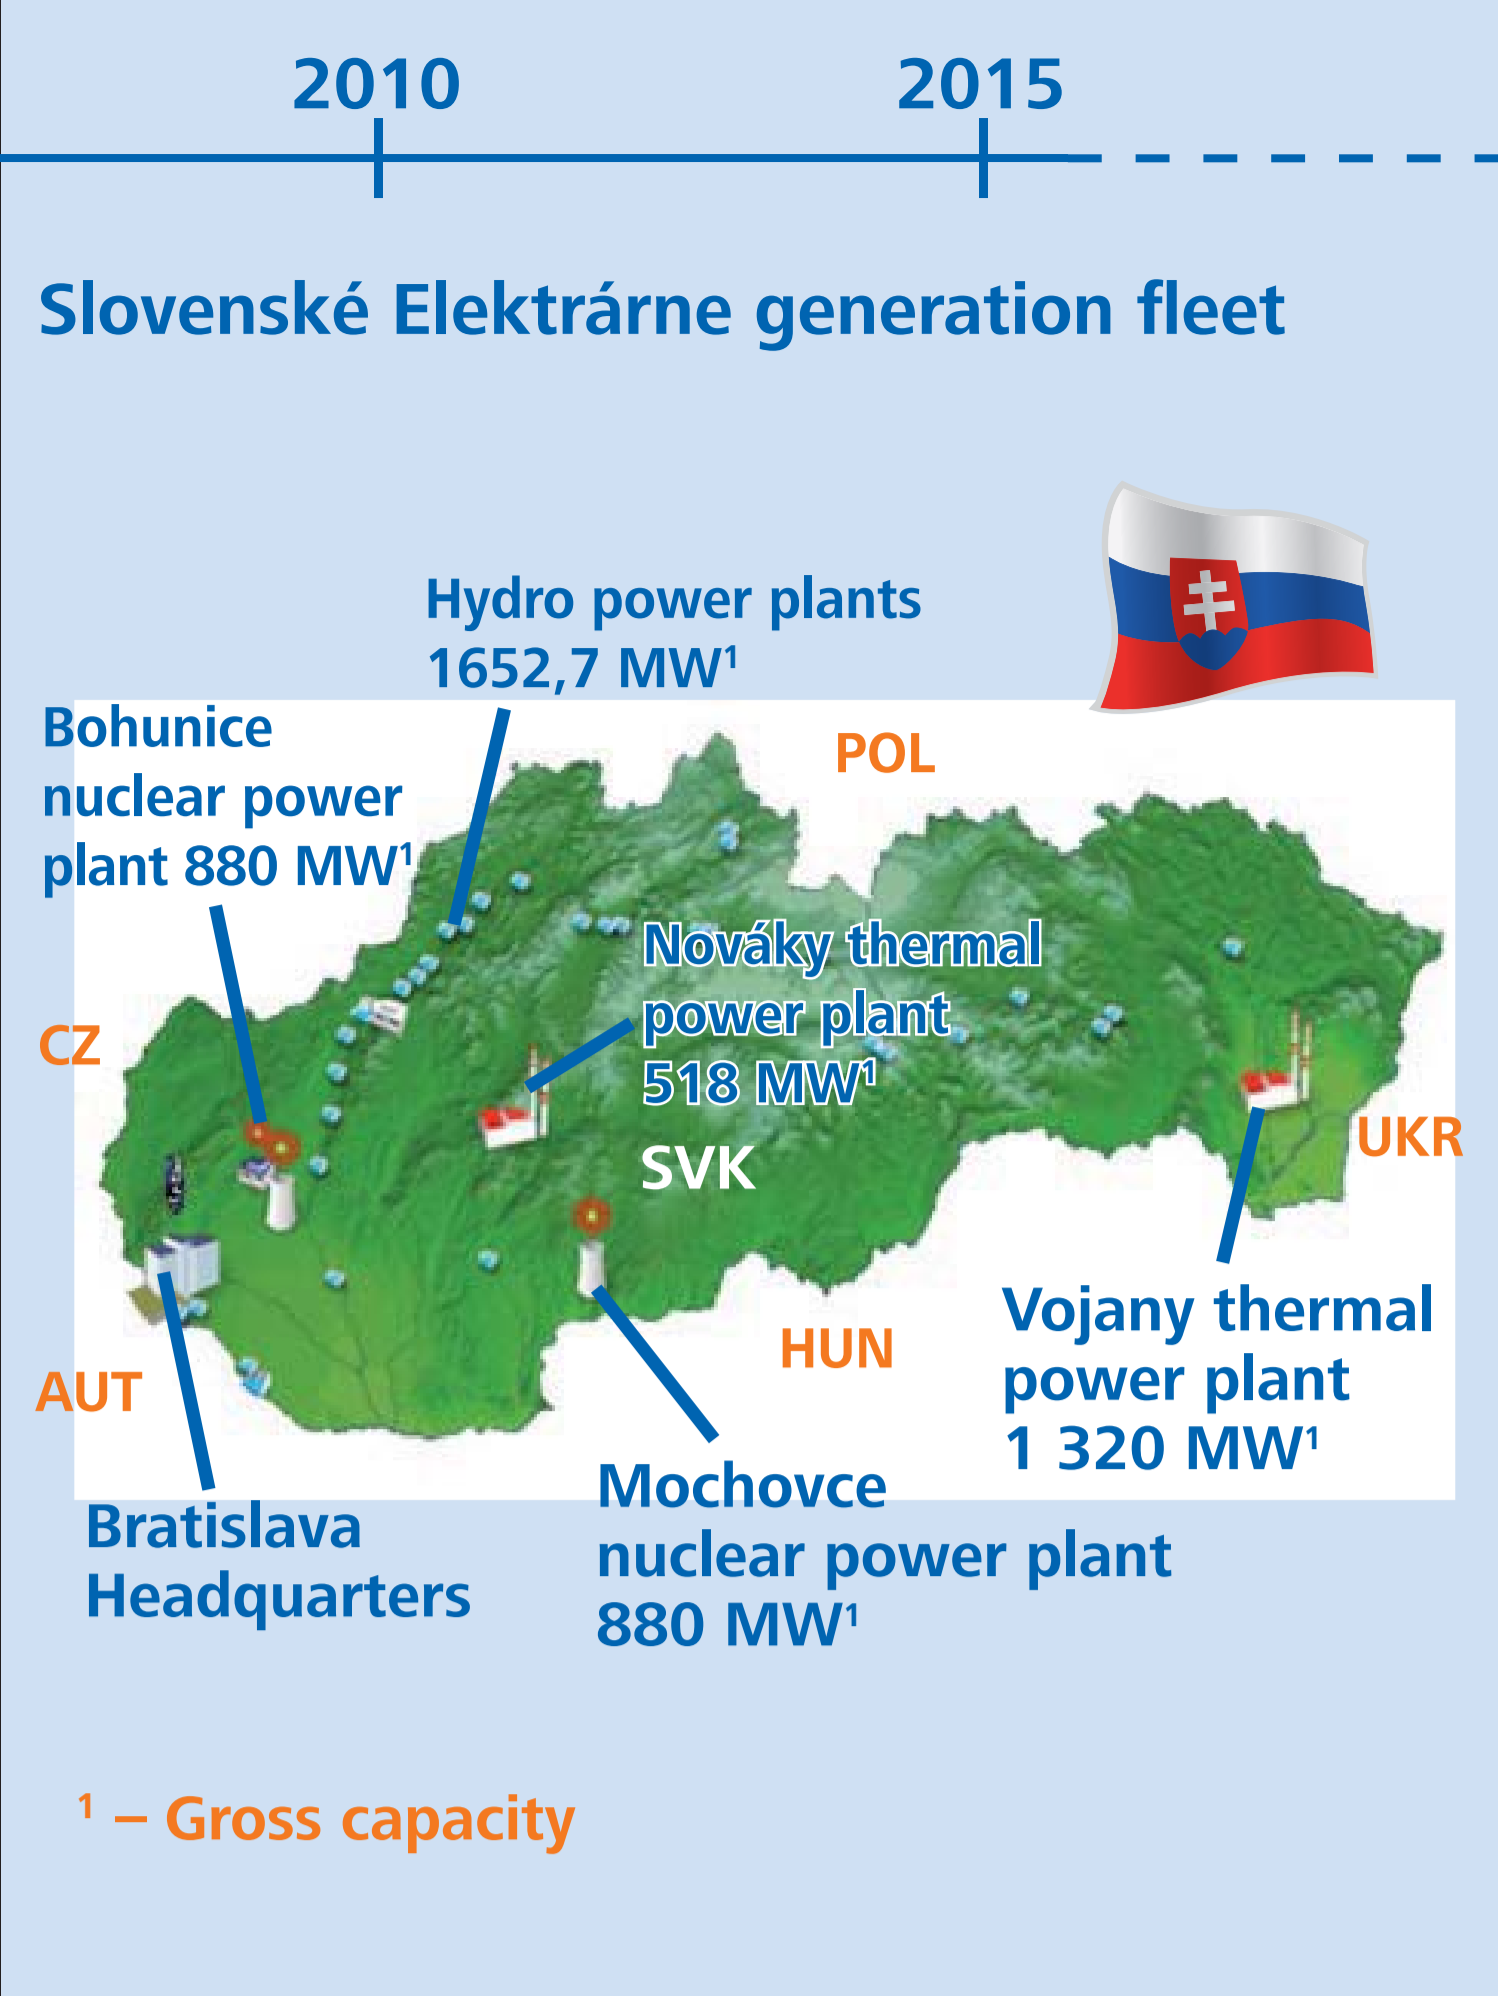 2010
2015
Slovenské Elektrárne generation fleet
Hydro power plants
1652,7 MW¹
Bohunice
nuclear power
plant 880 MW¹
POL
Nováky thermal
power plant
518 MW¹
CZ
SVK
UKR
HUN
AUT
Vojany thermal
power plant
1 320 MW¹
Mochovce
nuclear power plant
880 MW¹
Bratislava
Headquarters
¹ – Gross capacity